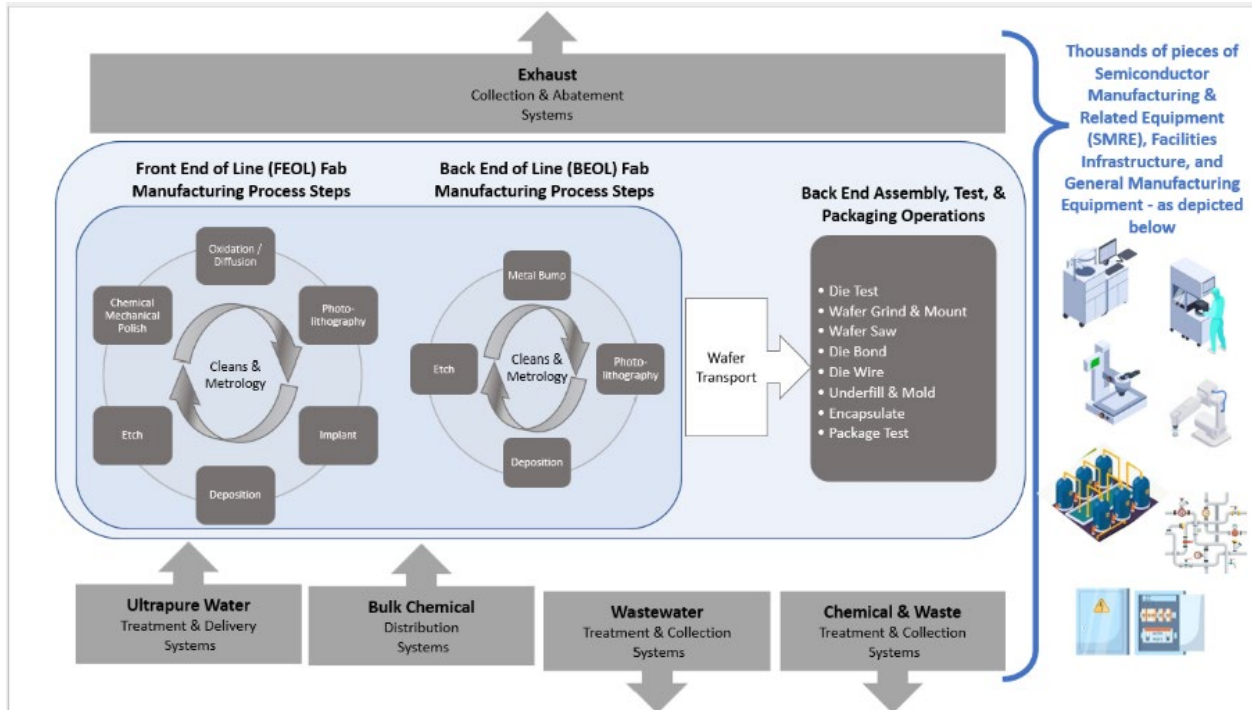 Exhaust
Collection & Abatement
Systems
Thousands of pieces of
Semiconductor
Manufacturing &
Related Equipment
(SMRE), Facilities
Infrastructure, and
General Manufacturing
Equipment - as depicted
below
Front End of Line (FEOL) Fab
Manufacturing Process Steps
Oxidation /
Diffusion
Chemical
Mechanical
Polish
Photo-
lithography
Cleans &
Metrology
Etch
Implant
Deposition
Back End of Line (BEOL) Fab
Manufacturing Process Steps
Metal Bump
Etch
Cleans &
Metrology
Photo-
lithography
Deposition
Wafer
Transport
Back End Assembly, Test, &
Packaging Operations
• Die Test
• Wafer Grind & Mount
• Wafer Saw
• Die Bond
• Die Wire
• Underfill & Mold
• Encapsulate
• Package Test
Ultrapure Water
Treatment & Delivery
Systems
Bulk Chemical
Distribution
Systems
Wastewater
Treatment & Collection
Systems
Chemical & Waste
Treatment & Collection
Systems